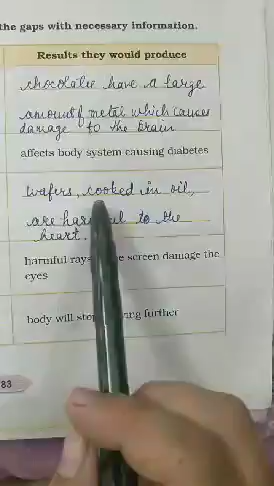 the gaps with necessary information.
Results they would produce
chocolates have a large
amount of metal which causes
damage to the brain
affects body system causing diabetes
wafers, cooked in oil,
are to the
heart.
harmful screen damage the
eyes
body will further
83